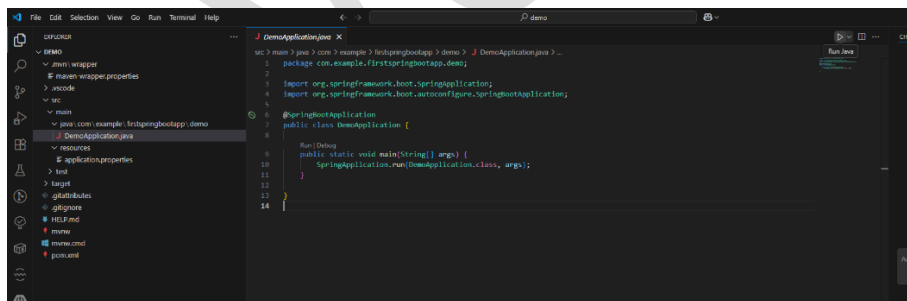 File Edit Selection View Go Run Terminal Help
demo
EXPLORER
DEMO
.mvn\wrapper
maven-wrapper.properties
.vscode
src
main
java\com\example\firstspringbootapp\demo
DemoApplication.java
resources
application.properties
test
target
.gitattributes
.gitignore
HELP.md
mvnw
mvnw.cmd
pom.xml
DemoApplication.java
src > main > java > com > example > firstspringbootapp > demo > DemoApplication.java > ...
Run Java
1 package com.example.firstspringbootapp.demo;
2
3 import org.springframework.boot.SpringApplication;
4 import org.springframework.boot.autoconfigure.SpringBootApplication;
5
6 @SpringBootApplication
7 public class DemoApplication {
8
Run | Debug
9 public static void main(String[] args) {
10 SpringApplication.run(DemoApplication.class, args);
11 }
12
13 }
14